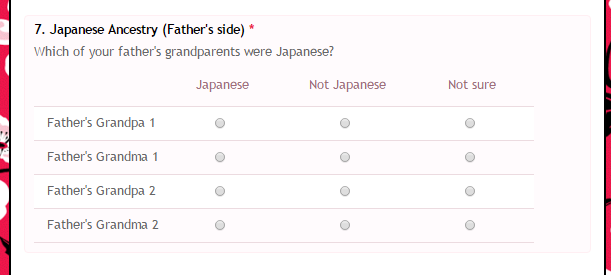 7. Japanese Ancestry (Father's side) *
Which of your father's grandparents were Japanese?
Japanese Not Japanese Not sure
Father's Grandpa 1
Father's Grandma 1
Father's Grandpa 2
Father's Grandma 2